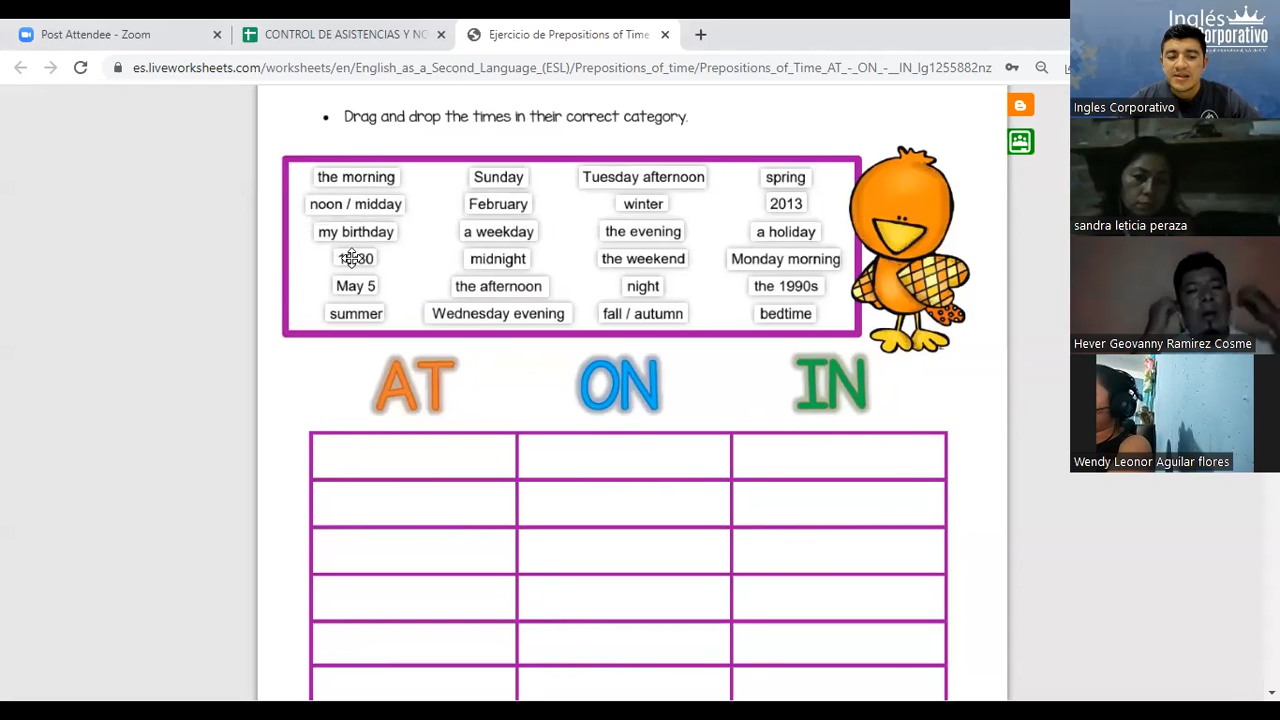 Post Attendee - Zoom
CONTROL DE ASISTENCIAS Y NO
Ejercicio de Prepositions of Time
es.liveworksheets.com/worksheets/en/English_as_a_Second_Language_(ESL)/Prepositions_of_time/Prepositions_of_Time_AT_-_ON_-__IN_lg1255882nz
Inglés
Corporativo
Ingles Corporativo
sandra leticia peraza
Hever Geovanny Ramirez Cosme
Wendy Leonor Aguilar flores
Drag and drop the times in their correct category.
the morning Sunday Tuesday afternoon spring
noon / midday February winter 2013
my birthday a weekday the evening a holiday
midnight the weekend Monday morning
May 5 the afternoon night the 1990s
summer Wednesday evening fall / autumn bedtime
AT ON IN